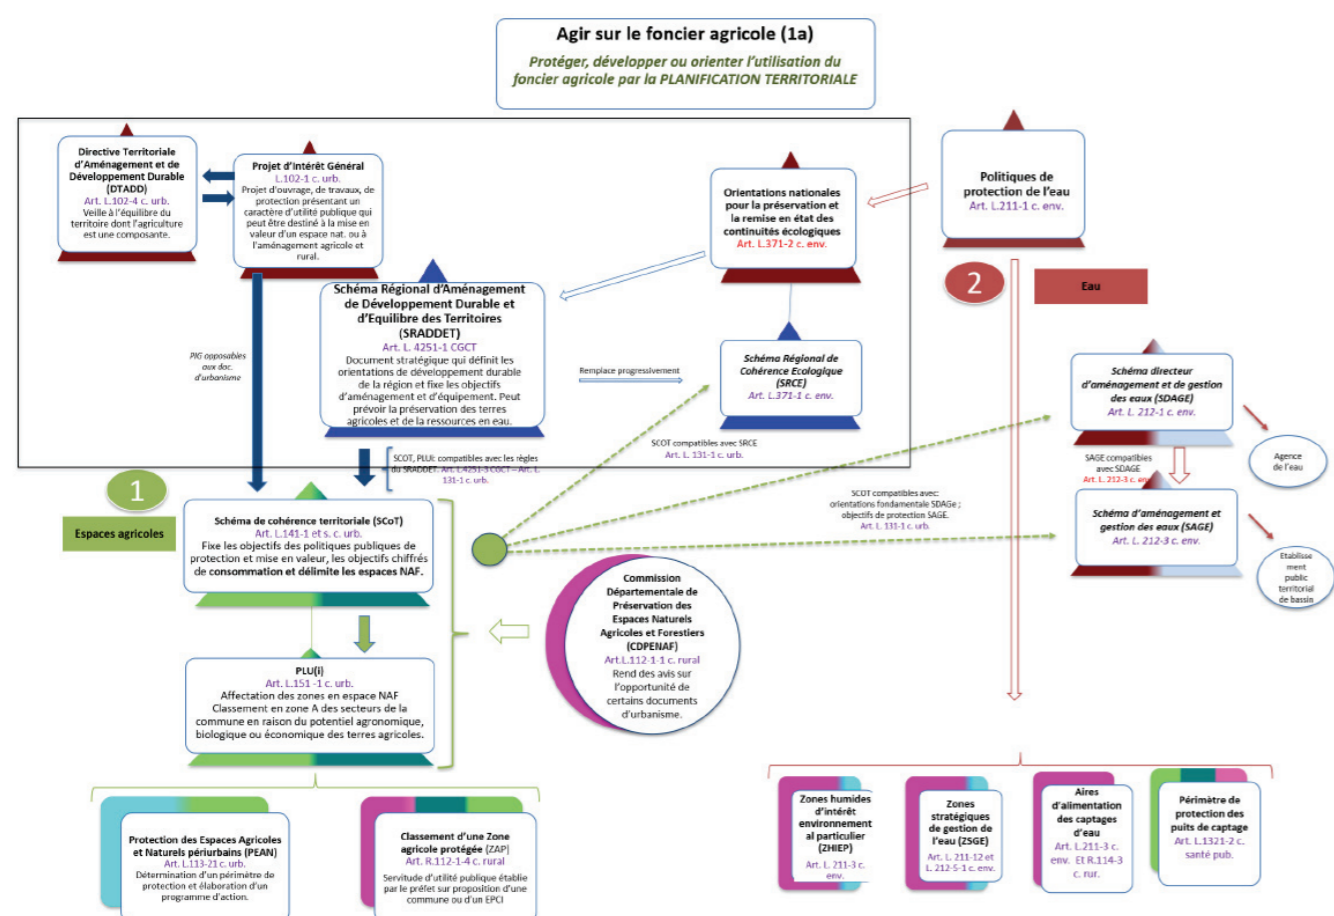 Agir sur le foncier agricole (1a)
Protéger, développer ou orienter l'utilisation du
foncier agricole par la PLANIFICATION TERRITORIALE
Directive Territoriale
d'Aménagement et de
Développement Durable
(DTADD)
Art. L.102-4 c. urb.
Veille à l'équilibre du
territoire dont l'agriculture
est une composante.
Projet d'Intérêt Général
L.102-1 c. urb.
Projet d'ouvrage, de travaux, de
protection présentant un
caractère d'utilité publique qui
peut être destiné à la mise en
valeur d'un espace nat. ou à
l'aménagement agricole et
rural.
Orientations nationales
pour la préservation et
la remise en état des
continuités écologiques
Art. L.371-2 c. env.
Politiques de
protection de l'eau
Art. L.211-1 c. env.
2
Eau
Schéma Régional d'Aménagement
de Développement Durable et
d'Equilibre des Territoires
(SRADDET)
Art. L. 4251-1 CGCT
Document stratégique qui définit les
orientations de développement durable
de la région et fixe les objectifs
d'aménagement et d'équipement. Peut
prévoir la préservation des terres
agricoles et de la ressources en eau.
PIG opposables
aux doc.
d'urbanisme
Remplace progressivement
Schéma Régional de
Cohérence Ecologique
(SRCE)
Art. L.371-1 c. env.
Schéma directeur
d'aménagement et de gestion
des eaux (SDAGE)
Art. L. 212-1 c. env.
SCOT compatibles avec SRCE
Art. L. 131-1 c. urb.
SCOT, PLUI: compatibles avec les règles
du SRADDET. Art. L.4251-3 CGCT – Art. L.
131-1 c. urb.
SAGE compatibles
avec SDAGE
Art. L. 212-3 c. env
Agence
de l'eau
1
Espaces agricoles
Schéma de cohérence territoriale (SCoT)
Art. L.141-1 et s. c. urb.
Fixe les objectifs des politiques publiques de
protection et mise en valeur, les objectifs chiffrés
de consommation et délimite les espaces NAF.
SCOT compatibles avec:
orientations fondamentale SDAGe ;
objectifs de protection SAGE.
Art. L. 131-1 c. urb.
Schéma d'aménagement et
gestion des eaux (SAGE)
Art. L. 212-3 c. env.
Etablisse
ment
public
territorial
de bassin
Commission
Départementale de
Préservation des
Espaces Naturels
Agricoles et Forestiers
(CDPENAF)
Art.L.112-1-1 c. rural
Rend des avis sur
l'opportunité de
certains documents
d'urbanisme.
PLU(i)
Art. L.151 -1 c. urb.
Affectation des zones en espace NAF
Classement en zone A des secteurs de la
commune en raison du potentiel agronomique,
biologique ou économique des terres agricoles.
Protection des Espaces Agricoles
et Naturels périurbains (PEAN)
Art. L.113-21 c. urb.
Détermination d'un périmètre de
protection et élaboration d'un
programme d'action.
Classement d'une Zone
agricole protégée (ZAP)
Art. R.112-1-4 c. rural
Servitude d'utilité publique établie
par le préfet sur proposition d'une
commune ou d'un EPCI
Zones humides
d'intérêt
environnement
al particulier
(ZHIEP)
Art. L. 211-3 c.
env.
Zones
stratégiques
de gestion de
l'eau (ZSGE)
Art. L. 211-12 et
L. 212-5-1 c. env.
Aires
d'alimentation
des captages
d'eau
Art. L.211-3 c.
env. Et R.114-3
c. rur.
Périmètre de
protection des
puits de captage
Art. L.1321-2 c.
santé pub.